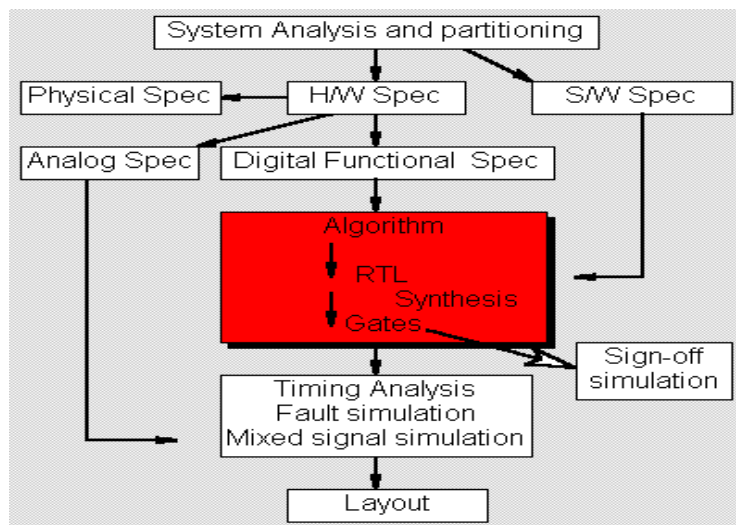 System Analysis and partitioning
Physical Spec
H/W Spec
S/W Spec
Analog Spec
Digital Functional Spec
Algorithm
RTL
Synthesis
Gates
Sign-off
simulation
Timing Analysis
Fault simulation
Mixed signal simulation
Layout